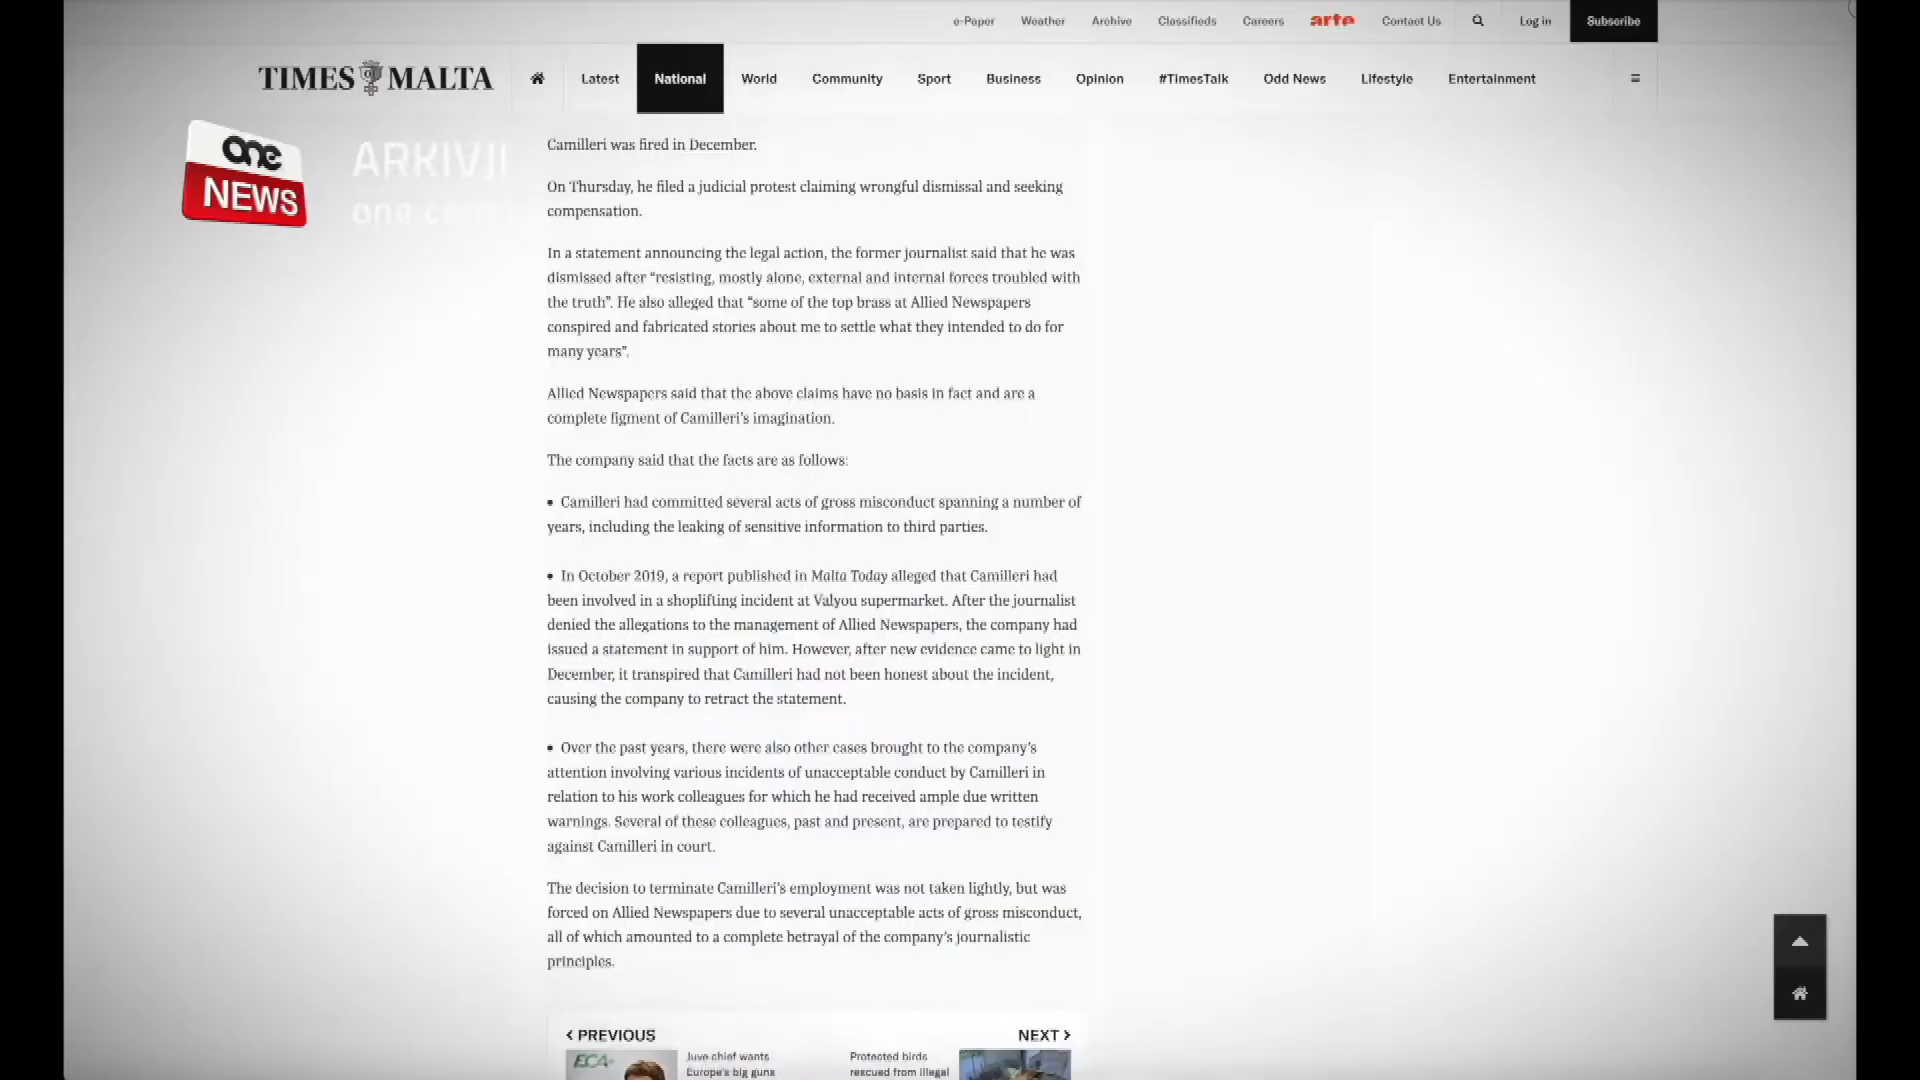 e-Paper Weather Archive Classifieds Careers arte Contact Us Log in Subscribe
TIMES MALTA Latest National World Community Sport Business Opinion #TimesTalk Odd News Lifestyle Entertainment
one
NEWS
ARKIVJI
Camilleri was fired in December.
On Thursday, he filed a judicial protest claiming wrongful dismissal and seeking
compensation.
In a statement announcing the legal action, the former journalist said that he was
dismissed after “resisting, mostly alone, external and internal forces troubled with
the truth”. He also alleged that “some of the top brass at Allied Newspapers
conspired and fabricated stories about me to settle what they intended to do for
many years”.
Allied Newspapers said that the above claims have no basis in fact and are a
complete figment of Camilleri’s imagination.
The company said that the facts are as follows:
• Camilleri had committed several acts of gross misconduct spanning a number of
years, including the leaking of sensitive information to third parties.
• In October 2019, a report published in Malta Today alleged that Camilleri had
been involved in a shoplifting incident at Valyou supermarket. After the journalist
denied the allegations to the management of Allied Newspapers, the company had
issued a statement in support of him. However, after new evidence came to light in
December, it transpired that Camilleri had not been honest about the incident,
causing the company to retract the statement.
• Over the past years, there were also other cases brought to the company’s
attention involving various incidents of unacceptable conduct by Camilleri in
relation to his work colleagues for which he had received ample due written
warnings. Several of these colleagues, past and present, are prepared to testify
against Camilleri in court.
The decision to terminate Camilleri’s employment was not taken lightly, but was
forced on Allied Newspapers due to several unacceptable acts of gross misconduct,
all of which amounted to a complete betrayal of the company’s journalistic
principles.
PREVIOUS NEXT
ECA
Juve chief wants
Europe's big guns
Protected birds
rescued from illegal